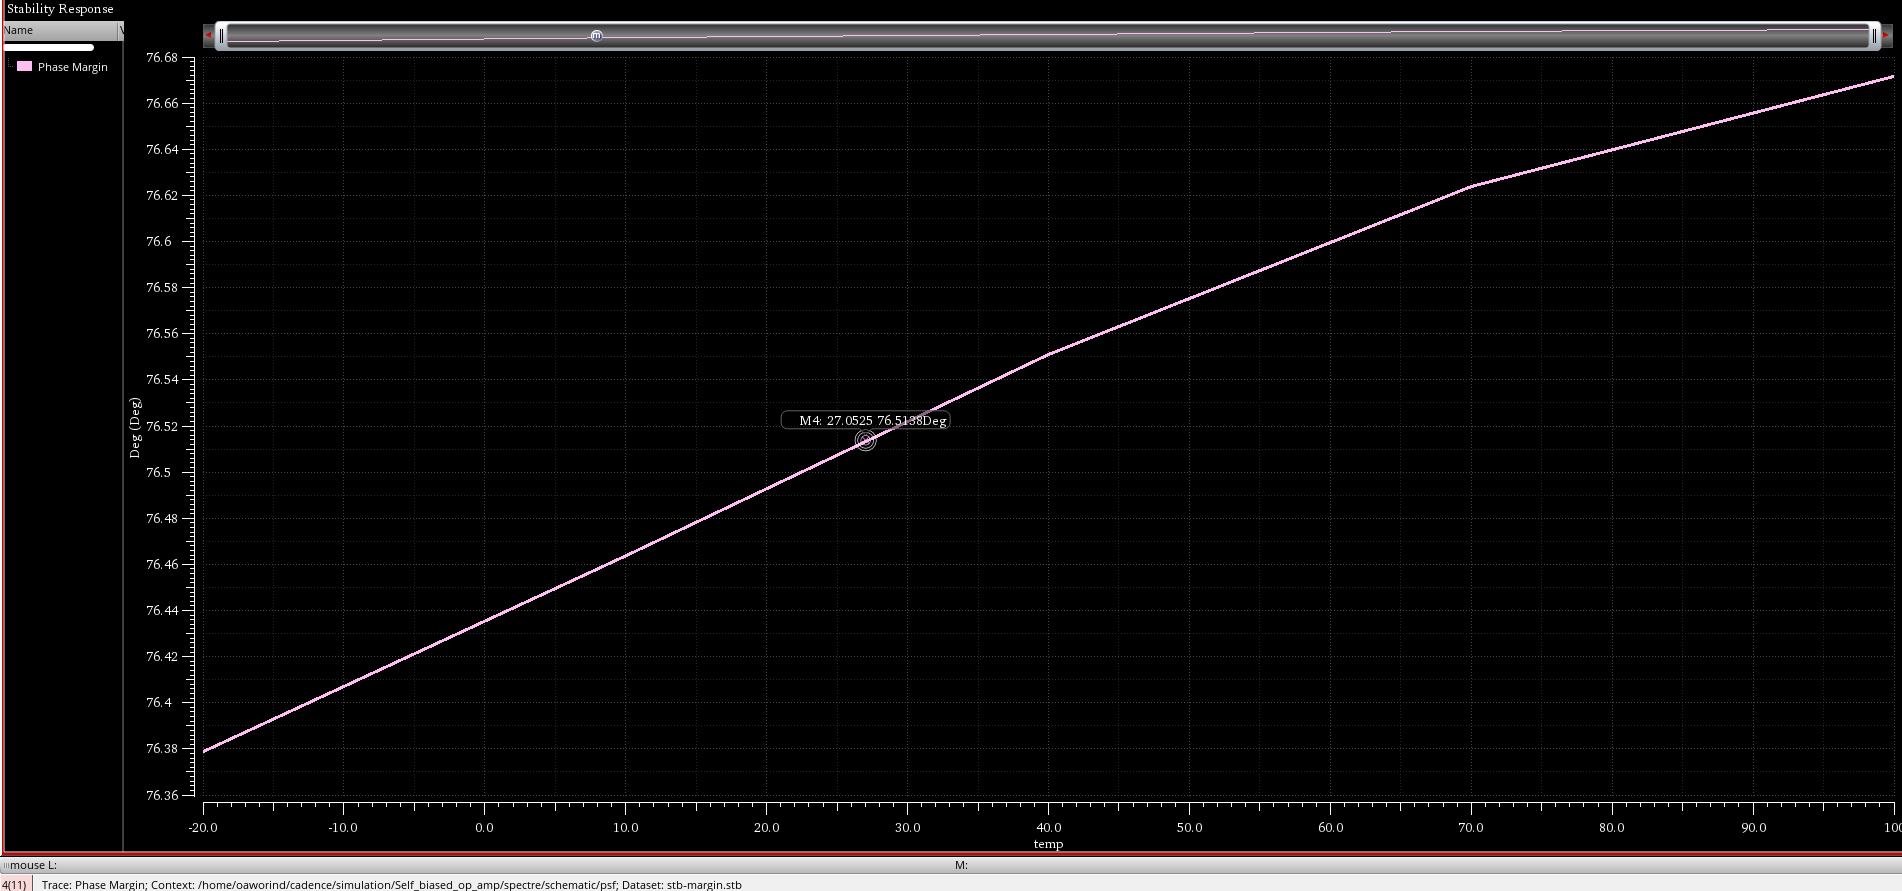 Stability Response
Name
Phase Margin
m
76.68
76.66
76.64
76.62
76.6
76.58
76.56
76.54
76.52
76.5
76.48
76.46
76.44
76.42
76.4
76.38
76.36
Deg (Deg)
M4: 27.0525 76.5138Deg
-20.0 -10.0 0.0 10.0 20.0 30.0 40.0 50.0 60.0 70.0 80.0 90.0 100
temp
mouse L: M:
4(11) Trace: Phase Margin; Context: /home/oaworind/cadence/simulation/Self_biased_op_amp/spectre/schematic/psf; Dataset: stb-margin.stb